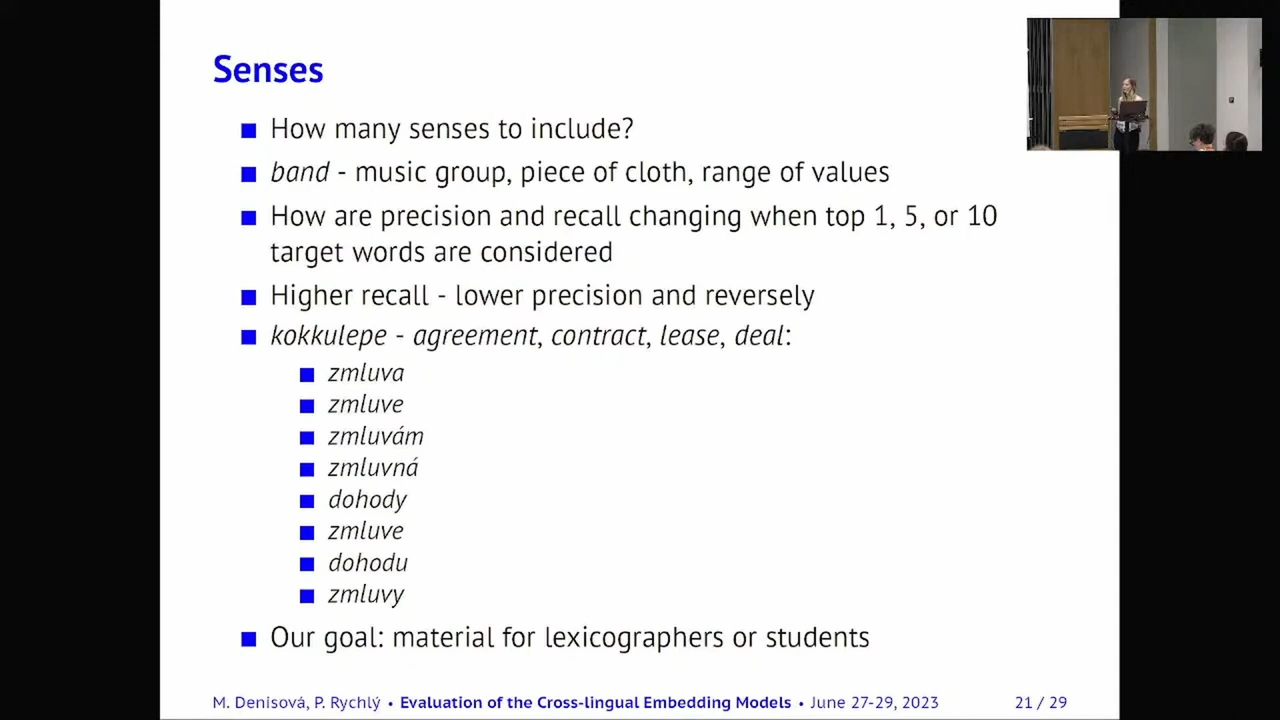 Senses
How many senses to include?
band - music group, piece of cloth, range of values
How are precision and recall changing when top 1, 5, or 10
target words are considered
Higher recall - lower precision and reversely
kokkulepe - agreement, contract, lease, deal:
zmluva
zmluve
zmluvám
zmluvná
dohody
zmluve
dohodu
zmluvy
Our goal: material for lexicographers or students
M. Denisová, P. Rychlý • Evaluation of the Cross-lingual Embedding Models • June 27-29, 2023 21 / 29